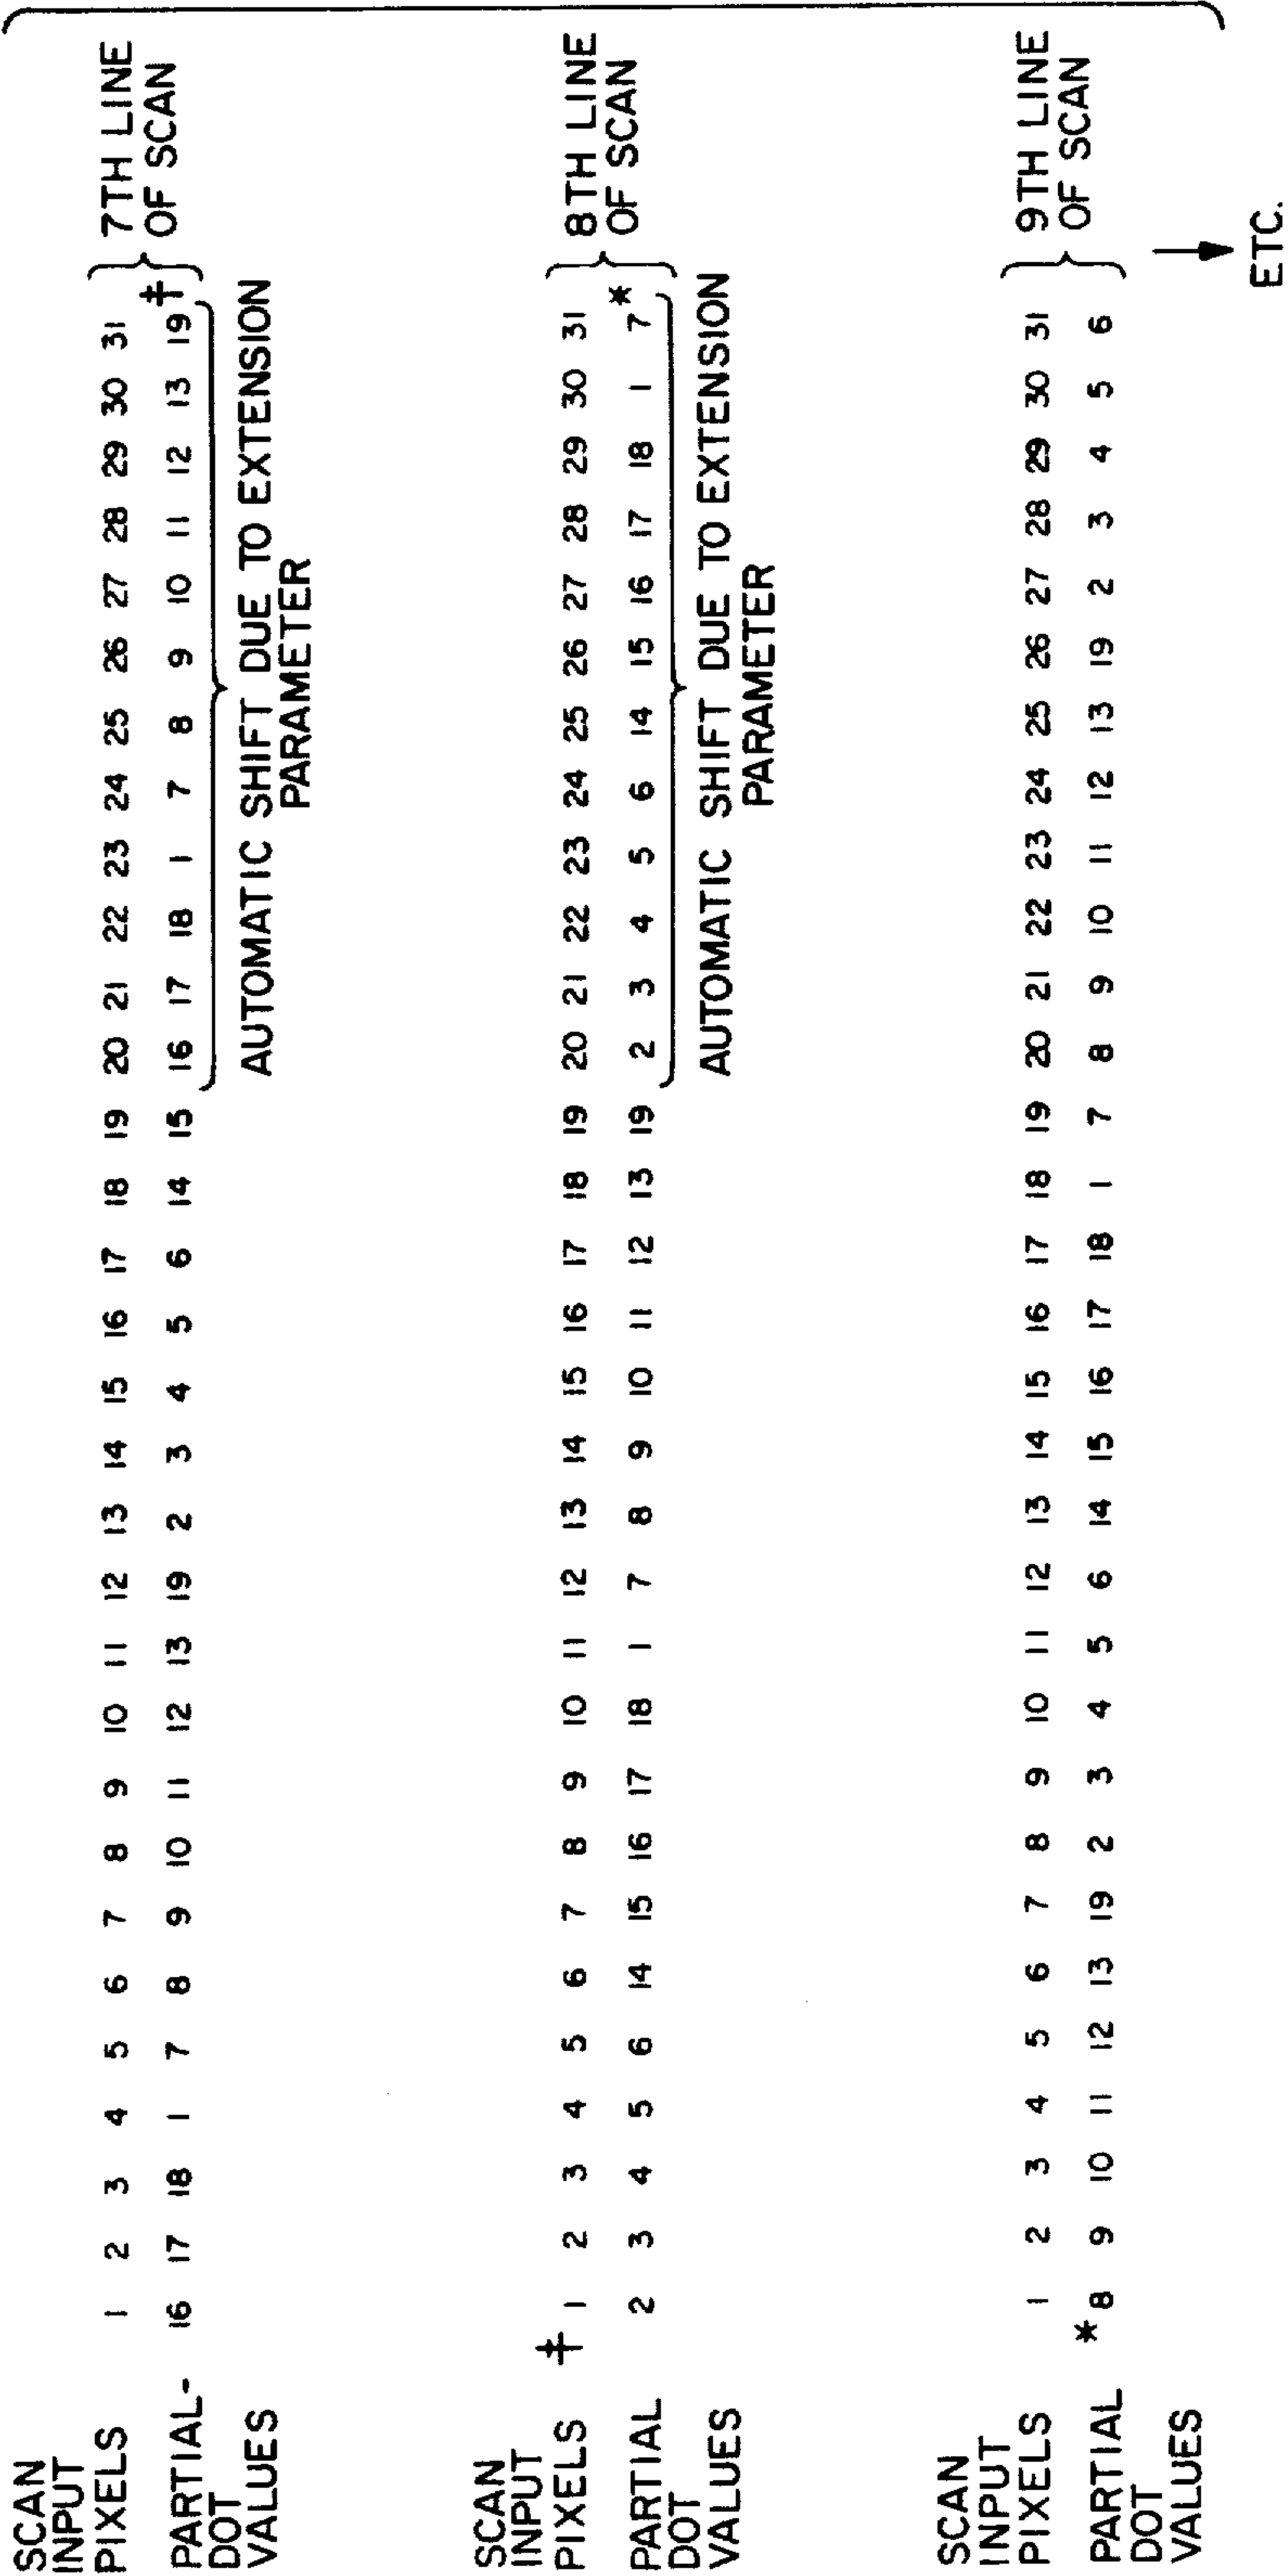 SCAN
INPUT
PIXELS 1 2 3 4 5 6 7 8 9 10 11 12 13 14 15 16 17 18 19 20 21 22 23 24 25 26 27 28 29 30 31
7TH LINE
OF SCAN
PARTIAL-
DOT
VALUES
16 17 18 1 7 8 9 10 11 12 13 19 2 3 4 5 6 14 15 16 17 18 1 7 8 9 10 11 12 13 19 ‡
AUTOMATIC SHIFT DUE TO EXTENSION
PARAMETER
SCAN
INPUT
PIXELS ‡ 1 2 3 4 5 6 7 8 9 10 11 12 13 14 15 16 17 18 19 20 21 22 23 24 25 26 27 28 29 30 31
8TH LINE
OF SCAN
PARTIAL
DOT
VALUES
2 3 4 5 6 14 15 16 17 18 1 7 8 9 10 11 12 13 19 2 3 4 5 6 14 15 16 17 18 1 7 *
AUTOMATIC SHIFT DUE TO EXTENSION
PARAMETER
SCAN
INPUT
PIXELS 1 2 3 4 5 6 7 8 9 10 11 12 13 14 15 16 17 18 19 20 21 22 23 24 25 26 27 28 29 30 31
9TH LINE
OF SCAN
PARTIAL
DOT
VALUES
* 8 9 10 11 12 13 19 2 3 4 5 6 14 15 16 17 18 1 7 8 9 10 11 12 13 19 2 3 4 5 6
ETC.